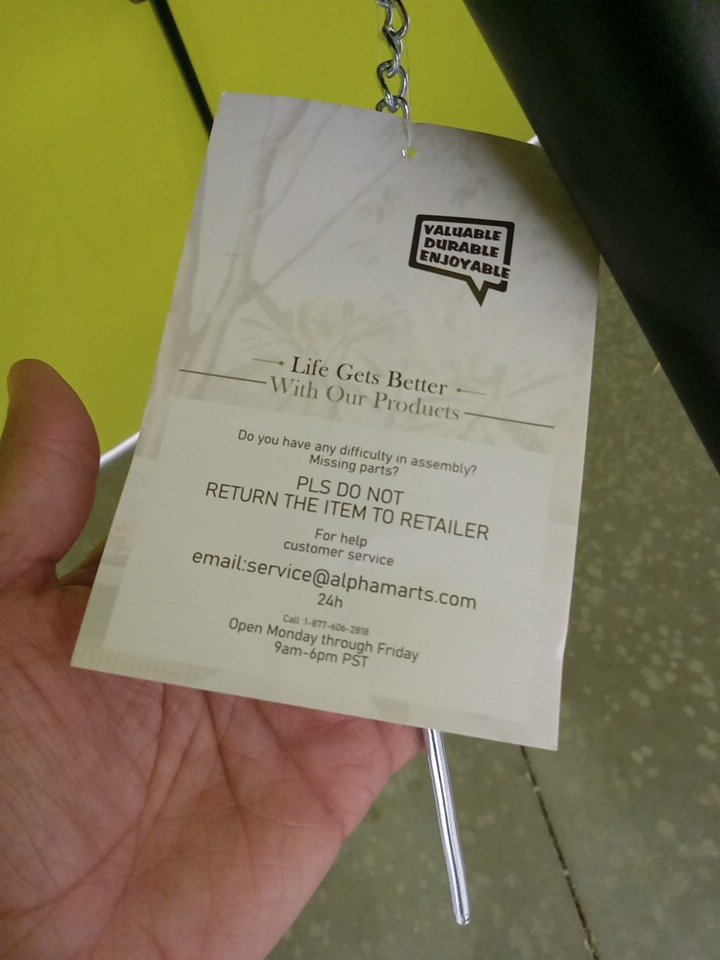 VALUABLE
DURABLE
ENJOYABLE
Life Gets Better
With Our Products
Do you have any difficulty in assembly?
Missing parts?
PLS DO NOT
RETURN THE ITEM TO RETAILER
For help
customer service
email:service@alphamarts.com
24h
Call 1-877-606-2818
Open Monday through Friday
9am-6pm PST